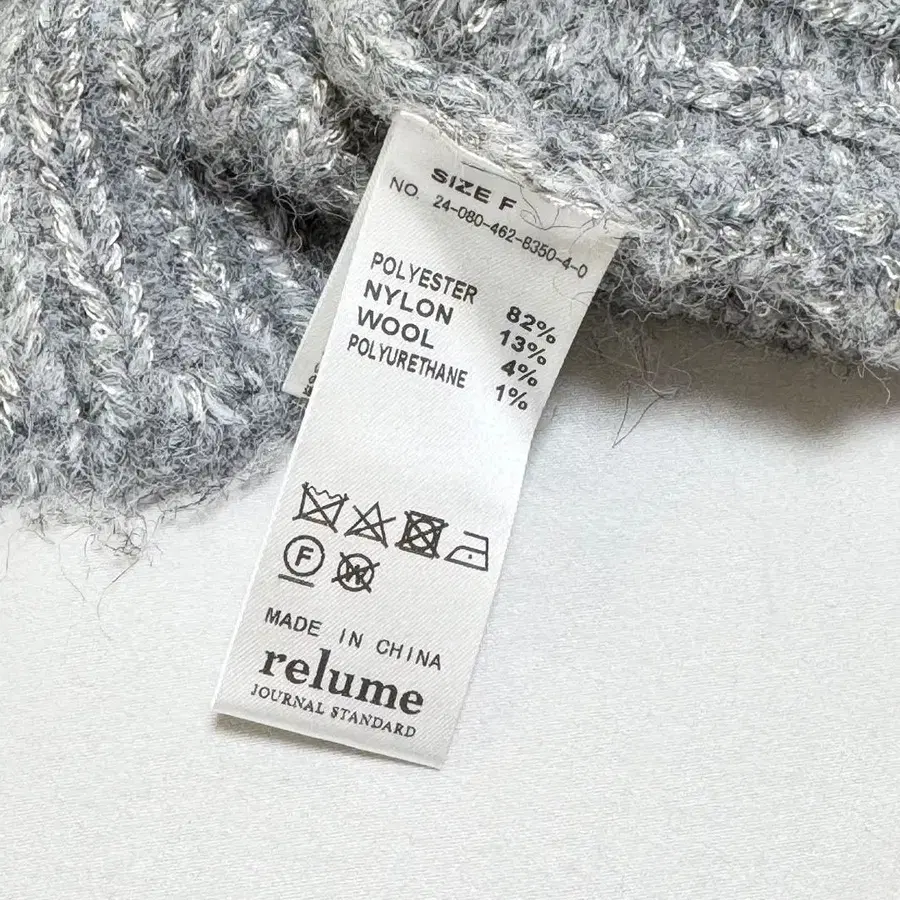 SIZE F
NO. 24-080-462-8350-4-0
POLYESTER 82%
NYLON 13%
WOOL 4%
POLYURETHANE 1%
F
W
MADE IN CHINA
relume
JOURNAL STANDARD